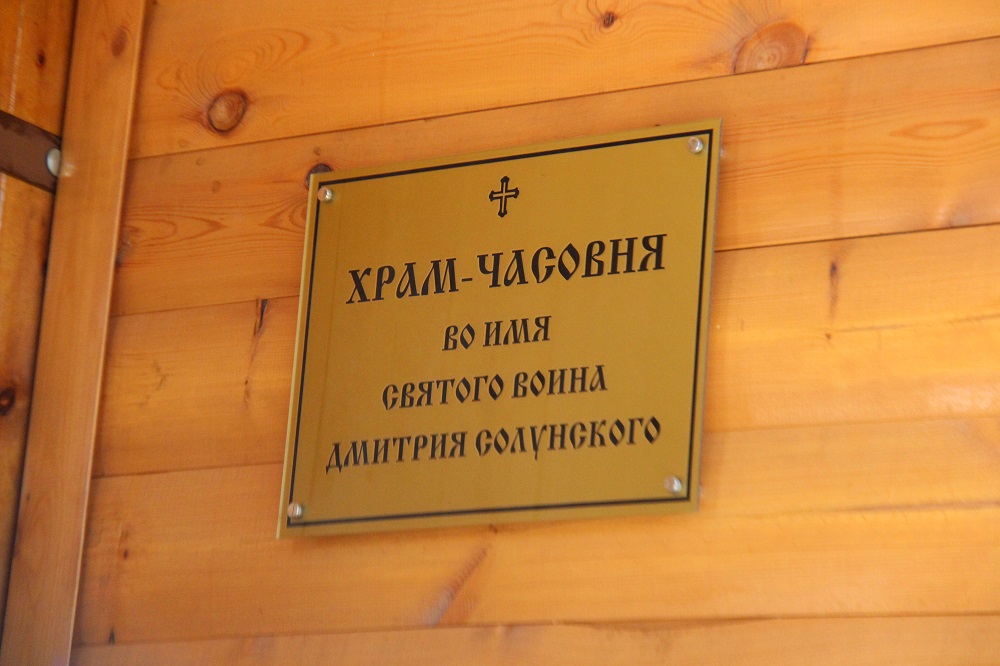 ХРАМ-ЧАСОВНЯ
ВО ИМЯ
СВЯТОГО ВОИНА
ДМИТРИЯ СОЛУНСКОГО